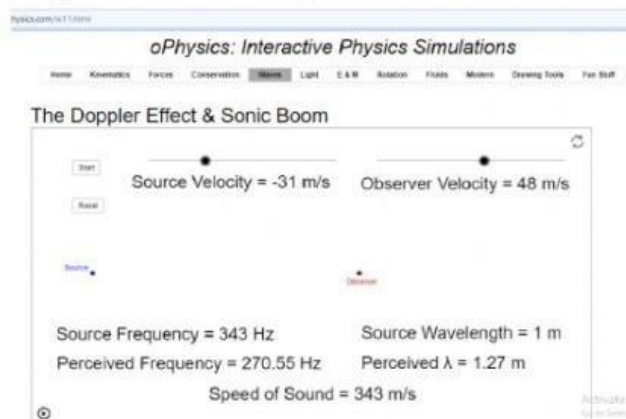 oPhysics: Interactive Physics Simulations
Home Kinematics Forces Conservation Waves Light E & M Rotation Fluids Modern Drawing Tools Fun Stuff
The Doppler Effect & Sonic Boom
Start
Source Velocity = -31 m/s Observer Velocity = 48 m/s
Reset
Source
Observer
Source Frequency = 343 Hz Source Wavelength = 1 m
Perceived Frequency = 270.55 Hz Perceived λ = 1.27 m
Speed of Sound = 343 m/s
Activate